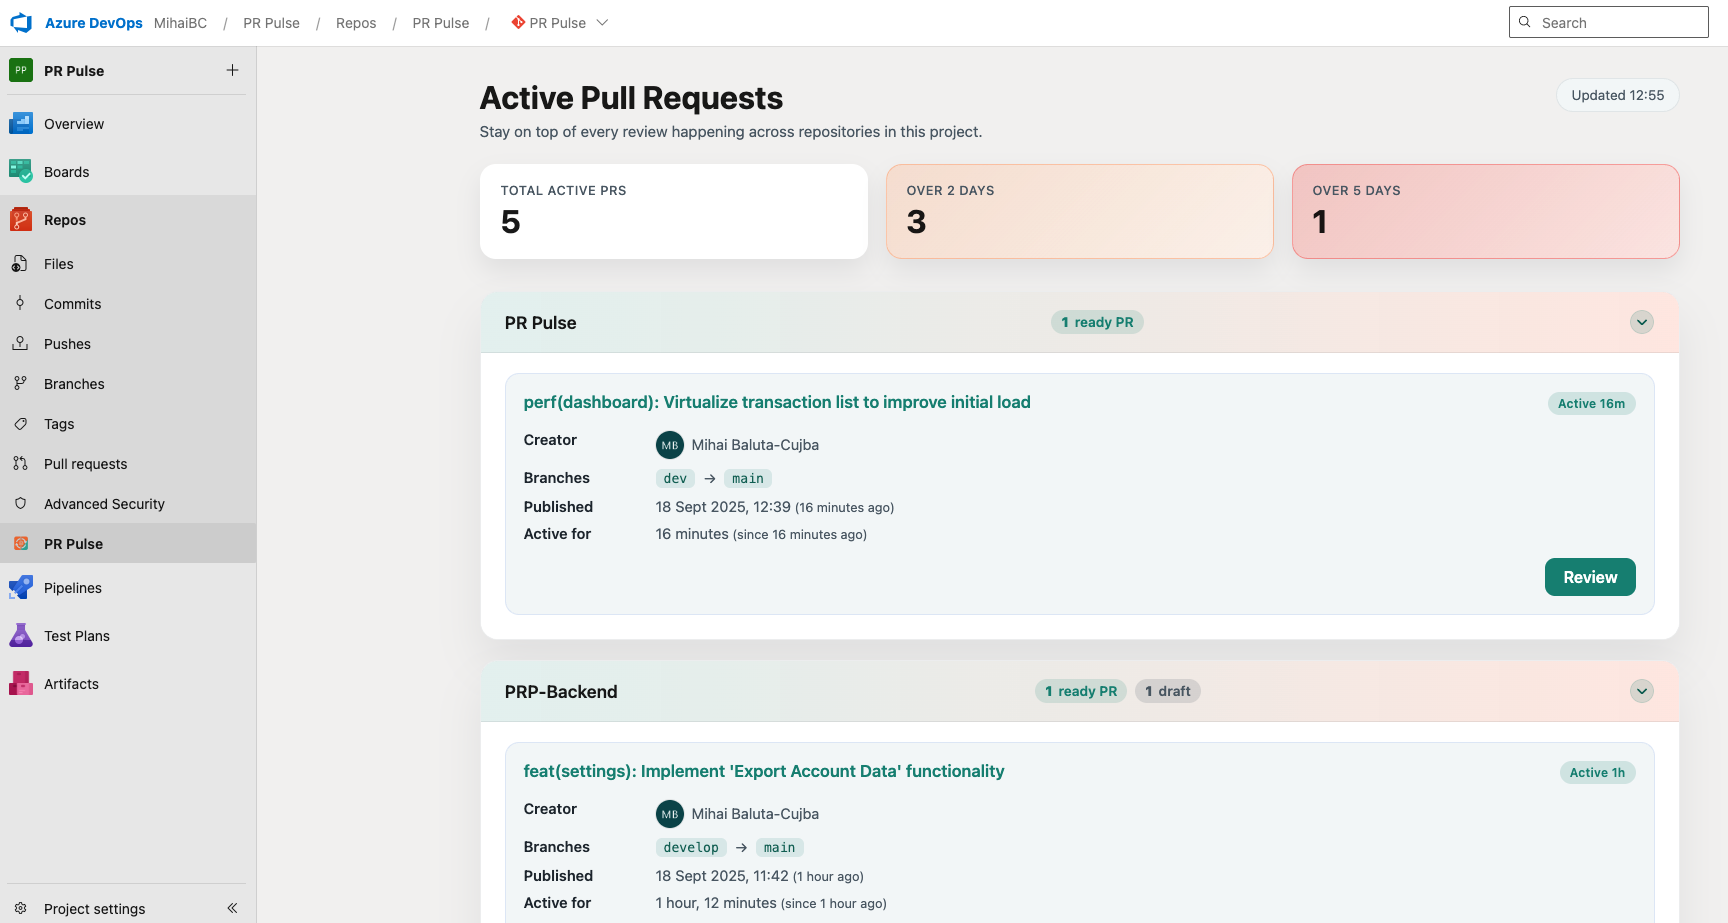 Azure DevOps MihaiBC / PR Pulse / Repos / PR Pulse / PR Pulse
Search
PP PR Pulse
Overview
Boards
Repos
Files
Commits
Pushes
Branches
Tags
Pull requests
Advanced Security
PR Pulse
Pipelines
Test Plans
Artifacts
Project settings
Active Pull Requests
Updated 12:55
Stay on top of every review happening across repositories in this project.
TOTAL ACTIVE PRS
5
OVER 2 DAYS
3
OVER 5 DAYS
1
PR Pulse 1 ready PR
perf(dashboard): Virtualize transaction list to improve initial load Active 16m
Creator MB Mihai Baluta-Cujba
Branches dev → main
Published 18 Sept 2025, 12:39 (16 minutes ago)
Active for 16 minutes (since 16 minutes ago)
Review
PRP-Backend 1 ready PR 1 draft
feat(settings): Implement 'Export Account Data' functionality Active 1h
Creator MB Mihai Baluta-Cujba
Branches develop → main
Published 18 Sept 2025, 11:42 (1 hour ago)
Active for 1 hour, 12 minutes (since 1 hour ago)